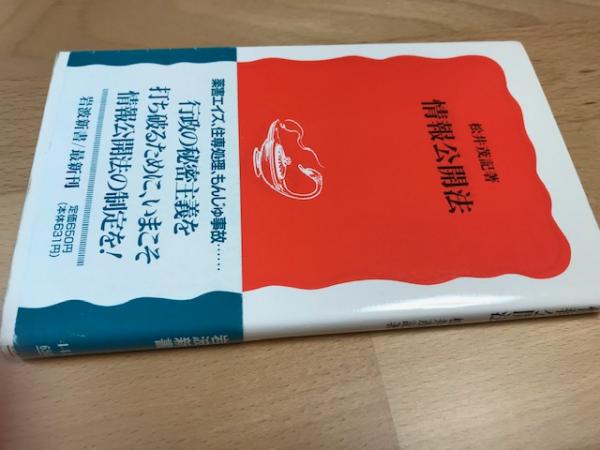 情報公開法
松井茂記著
薬害エイズ、住専処理、もんじゅ事故……
行政の秘密主義を
打ち破るために、いまこそ
情報公開法の制定を!
岩波新書/最新刊
定価650円
(本体631円)
岩波新書